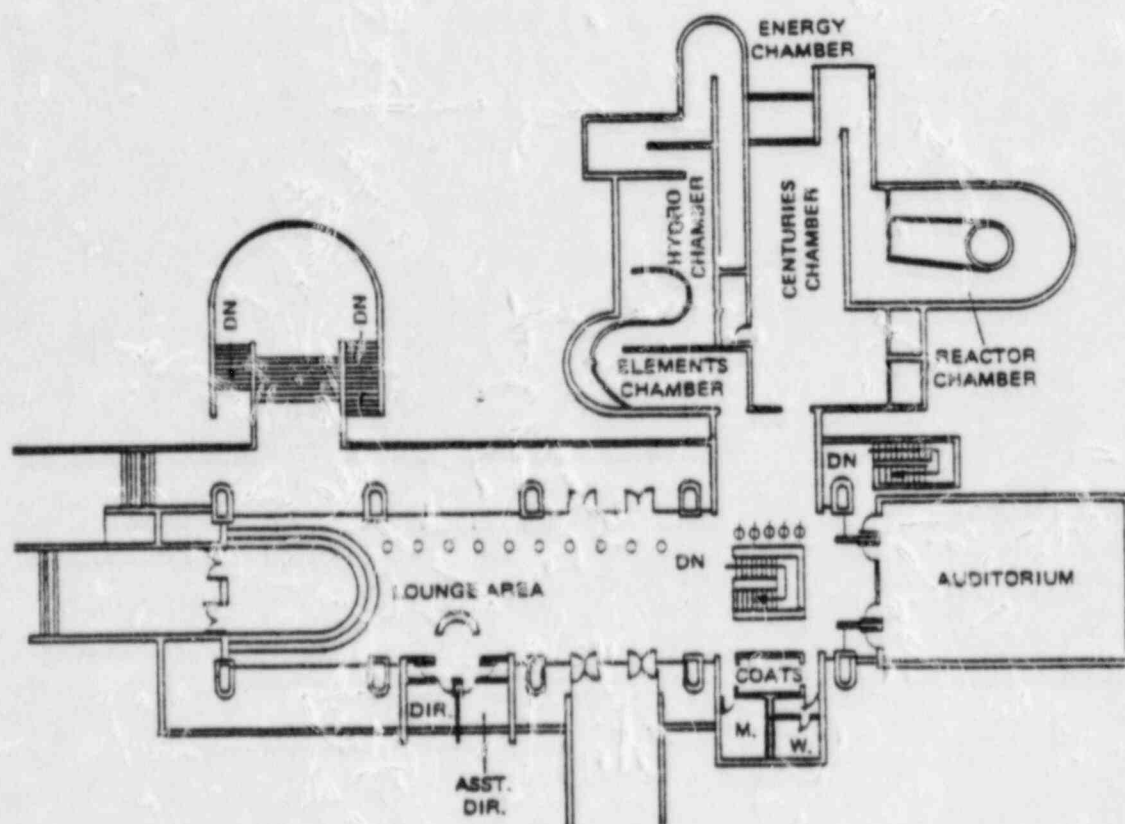 ENERGY
CHAMBER
HYDRO
CHAMBER
CENTURIES
CHAMBER
DN
DN
ELEMENTS
CHAMBER
REACTOR
CHAMBER
DN
DN
LOUNGE AREA
AUDITORIUM
COATS
DIR.
M.
W.
ASST.
DIR.